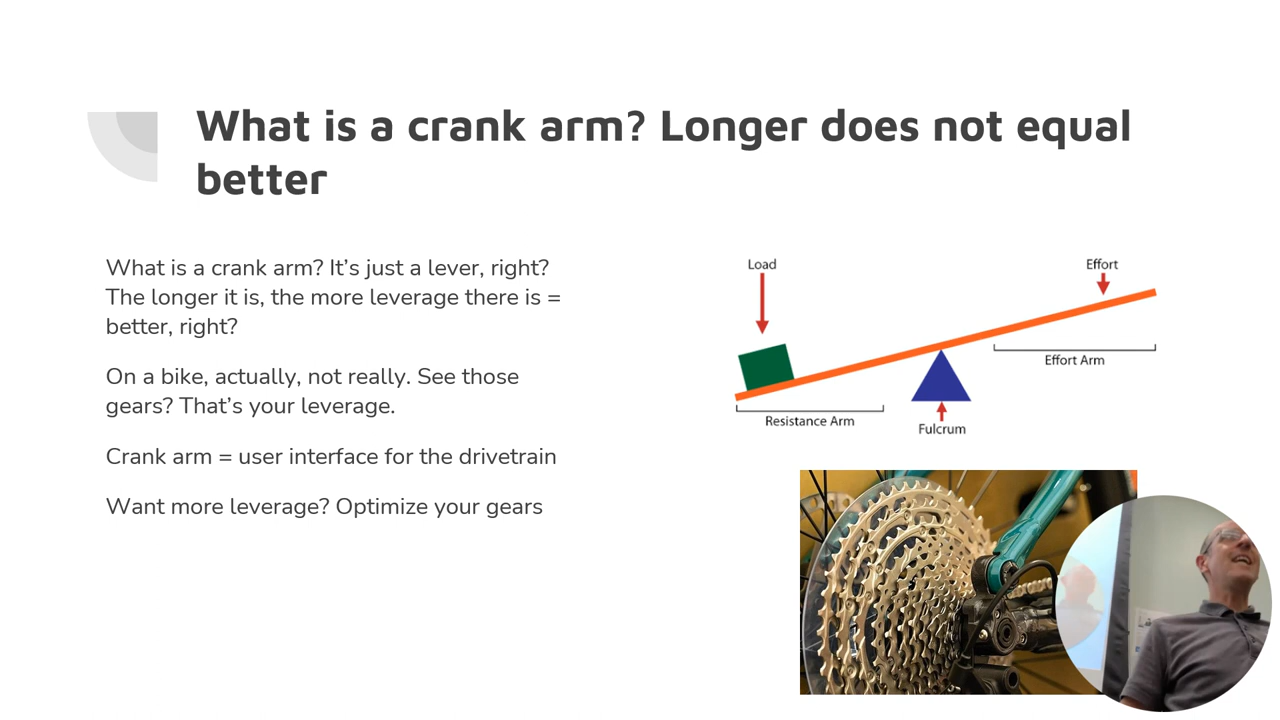 What is a crank arm? Longer does not equal
better
What is a crank arm? It’s just a lever, right?
The longer it is, the more leverage there is =
better, right?
On a bike, actually, not really. See those
gears? That’s your leverage.
Crank arm = user interface for the drivetrain
Want more leverage? Optimize your gears
Load
Effort
Effort Arm
Resistance Arm
Fulcrum